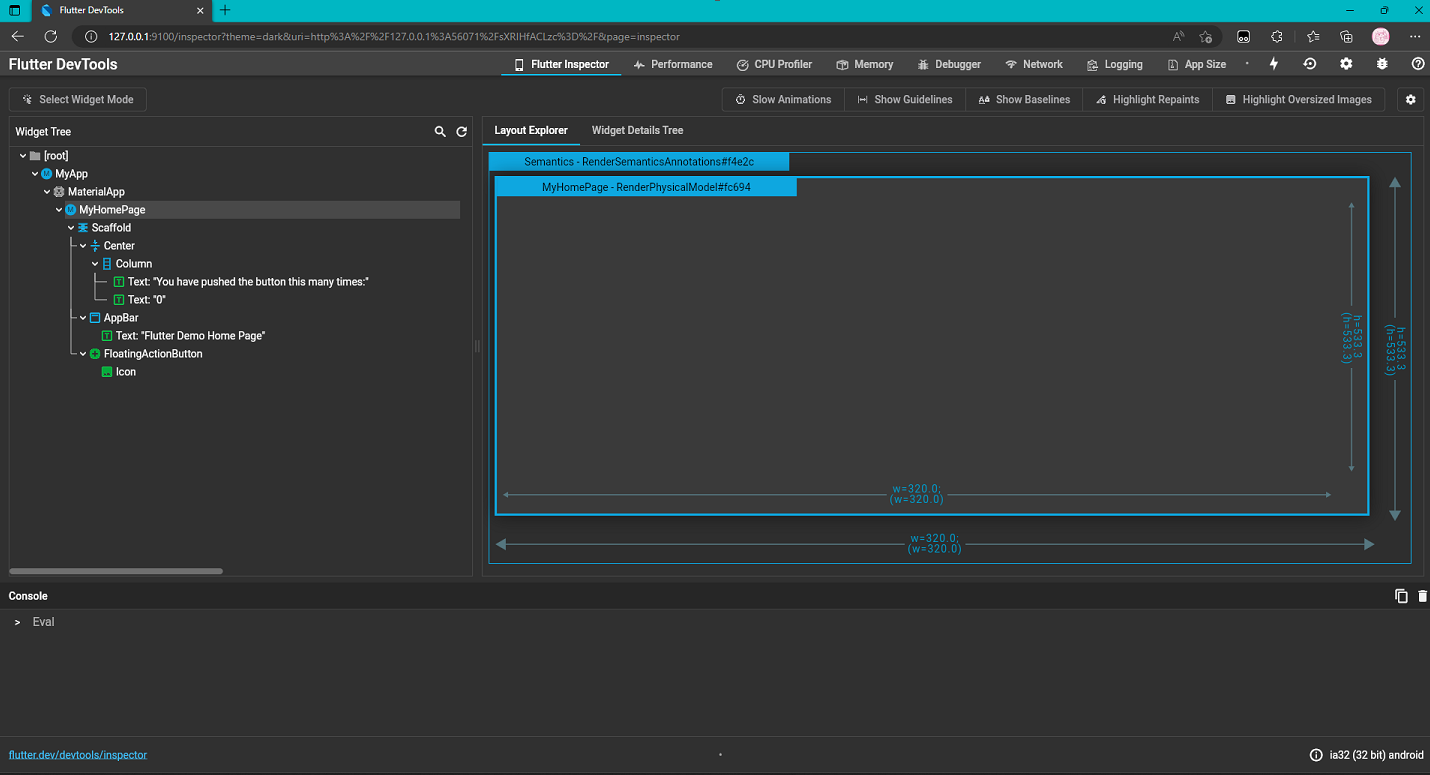 Flutter DevTools
127.0.0.1:9100/inspector?theme=dark&uri=http%3A%2F%2F127.0.0.1%3A56071%2FsXRIHfACLzc%3D%2F&page=inspector
Flutter DevTools
Flutter Inspector Performance CPU Profiler Memory Debugger Network Logging App Size
Select Widget Mode
Slow Animations Show Guidelines Show Baselines Highlight Repaints Highlight Oversized Images
Widget Tree
[root]
MyApp
MaterialApp
MyHomePage
Scaffold
Center
Column
Text: "You have pushed the button this many times:"
Text: "0"
AppBar
Text: "Flutter Demo Home Page"
FloatingActionButton
Icon
Layout Explorer Widget Details Tree
Semantics - RenderSemanticsAnnotations#f4e2c
MyHomePage - RenderPhysicalModel#fc694
h=533.3
(h=533.3)
h=533.3
(h=533.3)
w=320.0;
(w=320.0)
w=320.0;
(w=320.0)
Console
> Eval
flutter.dev/devtools/inspector
ia32 (32 bit) android